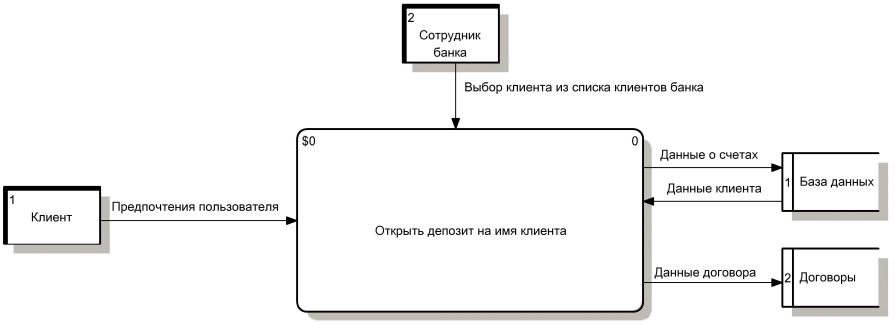 2
Сотрудник
банка
Выбор клиента из списка клиентов банка
$0
0
Данные о счетах
1
База данных
Данные клиента
1
Клиент
Предпочтения пользователя
Открыть депозит на имя клиента
Данные договора
2
Договоры